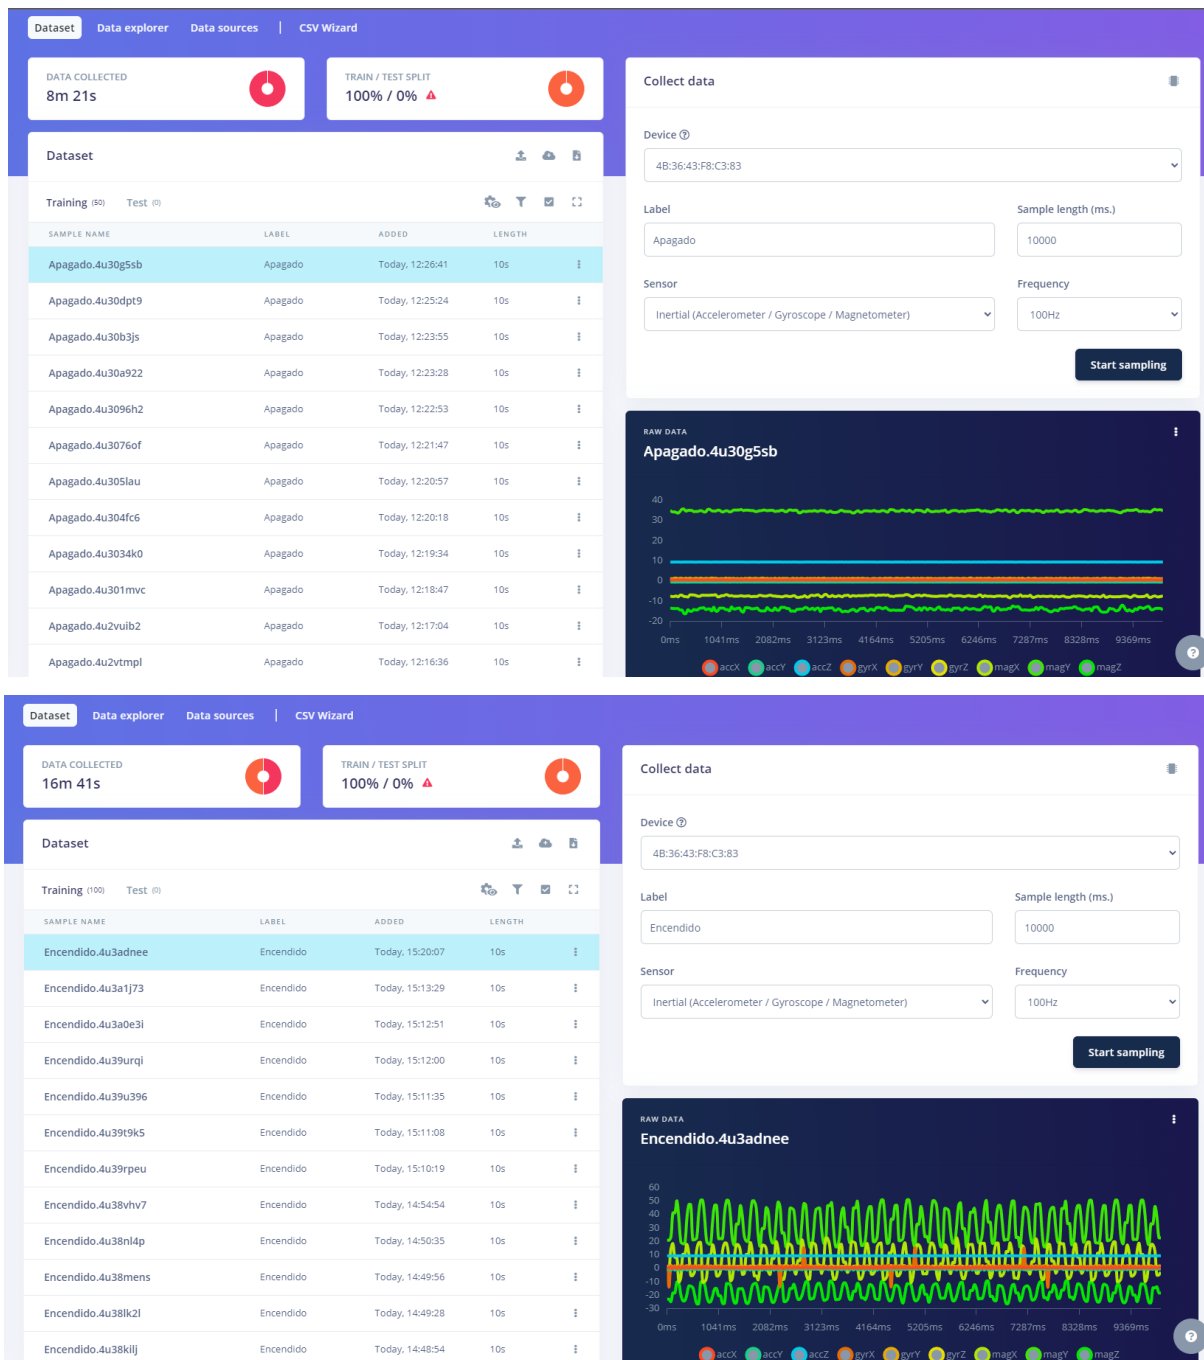 Dataset Data explorer Data sources | CSV Wizard
DATA COLLECTED
8m 21s
TRAIN / TEST SPLIT
100% / 0%
Dataset
Training (50) Test (0)
SAMPLE NAME LABEL ADDED LENGTH
Apagado.4u30g5sb Apagado Today, 12:26:41 10s
Apagado.4u30dpt9 Apagado Today, 12:25:24 10s
Apagado.4u30b3js Apagado Today, 12:23:55 10s
Apagado.4u30a922 Apagado Today, 12:23:28 10s
Apagado.4u3096h2 Apagado Today, 12:22:53 10s
Apagado.4u3076of Apagado Today, 12:21:47 10s
Apagado.4u305lau Apagado Today, 12:20:57 10s
Apagado.4u304fc6 Apagado Today, 12:20:18 10s
Apagado.4u3034k0 Apagado Today, 12:19:34 10s
Apagado.4u301mvc Apagado Today, 12:18:47 10s
Apagado.4u2vuib2 Apagado Today, 12:17:04 10s
Apagado.4u2vtmpl Apagado Today, 12:16:36 10s
Collect data
Device ?
4B:36:43:F8:C3:83
Label Sample length (ms.)
Apagado 10000
Sensor Frequency
Inertial (Accelerometer / Gyroscope / Magnetometer) 100Hz
Start sampling
RAW DATA
Apagado.4u30g5sb
40
30
20
10
0
-10
-20
0ms 1041ms 2082ms 3123ms 4164ms 5205ms 6246ms 7287ms 8328ms 9369ms
accX accY accZ gyrX gyrY gyrZ magX magY magZ
?
Dataset Data explorer Data sources | CSV Wizard
DATA COLLECTED
16m 41s
TRAIN / TEST SPLIT
100% / 0%
Dataset
Training (100) Test (0)
SAMPLE NAME LABEL ADDED LENGTH
Encendido.4u3adnee Encendido Today, 15:20:07 10s
Encendido.4u3a1j73 Encendido Today, 15:13:29 10s
Encendido.4u3a0e3i Encendido Today, 15:12:51 10s
Encendido.4u39urqi Encendido Today, 15:12:00 10s
Encendido.4u39u396 Encendido Today, 15:11:35 10s
Encendido.4u39t9k5 Encendido Today, 15:11:08 10s
Encendido.4u39rpeu Encendido Today, 15:10:19 10s
Encendido.4u38vhv7 Encendido Today, 14:54:54 10s
Encendido.4u38nl4p Encendido Today, 14:50:35 10s
Encendido.4u38mens Encendido Today, 14:49:56 10s
Encendido.4u38lk2l Encendido Today, 14:49:28 10s
Encendido.4u38kilj Encendido Today, 14:48:54 10s
Collect data
Device ?
4B:36:43:F8:C3:83
Label Sample length (ms.)
Encendido 10000
Sensor Frequency
Inertial (Accelerometer / Gyroscope / Magnetometer) 100Hz
Start sampling
RAW DATA
Encendido.4u3adnee
60
50
40
30
20
10
0
-10
-20
-30
0ms 1041ms 2082ms 3123ms 4164ms 5205ms 6246ms 7287ms 8328ms 9369ms
accX accY accZ gyrX gyrY gyrZ magX magY magZ
?